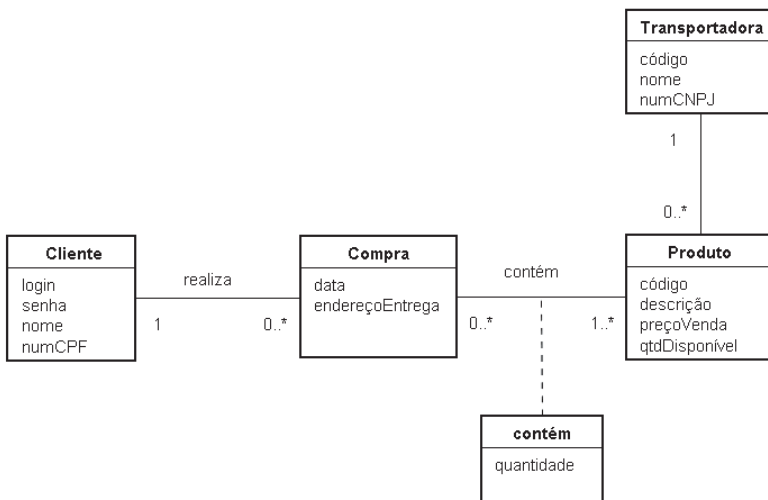 Transportadora
código
nome
numCNPJ
1
0..*
Cliente
login
senha
nome
numCPF
realiza
1
0..*
Compra
data
endereçoEntrega
contém
0..*
1..*
Produto
código
descrição
preçoVenda
qtdDisponível
contém
quantidade